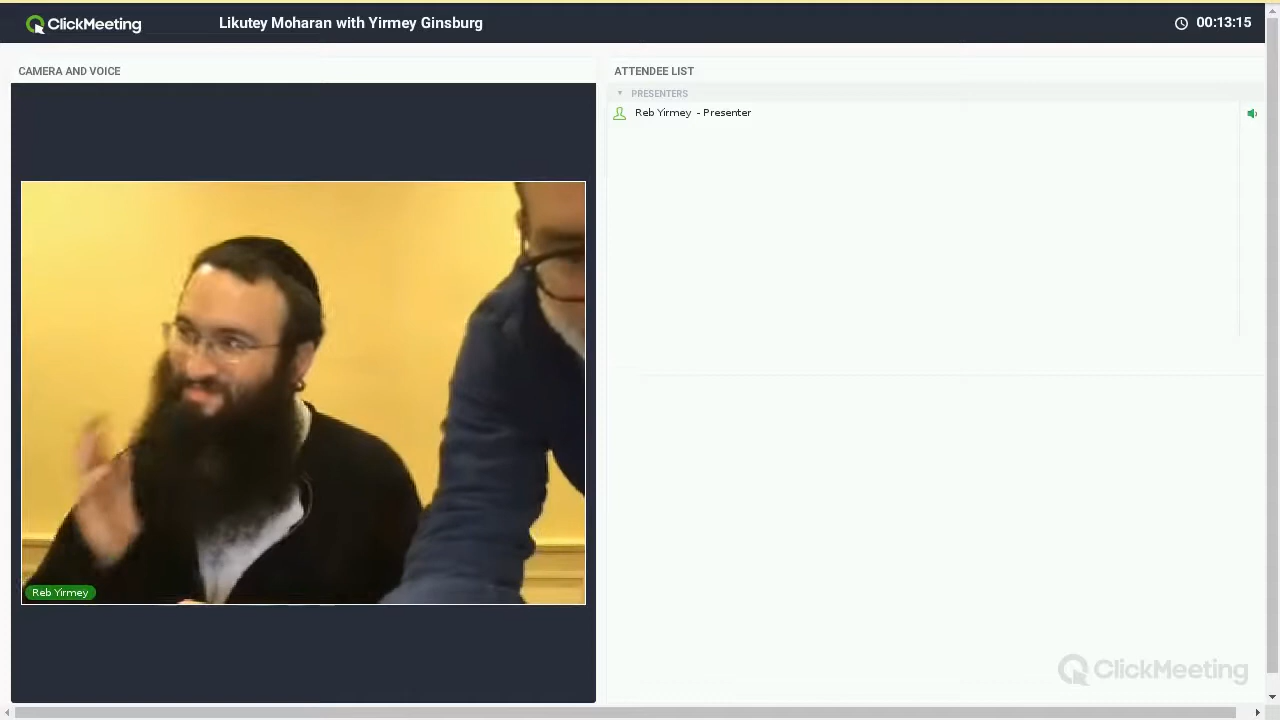 ClickMeeting
Likutey Moharan with Yirmey Ginsburg
00:13:15
CAMERA AND VOICE
ATTENDEE LIST
PRESENTERS
Reb Yirmey - Presenter
Reb Yirmey
ClickMeeting